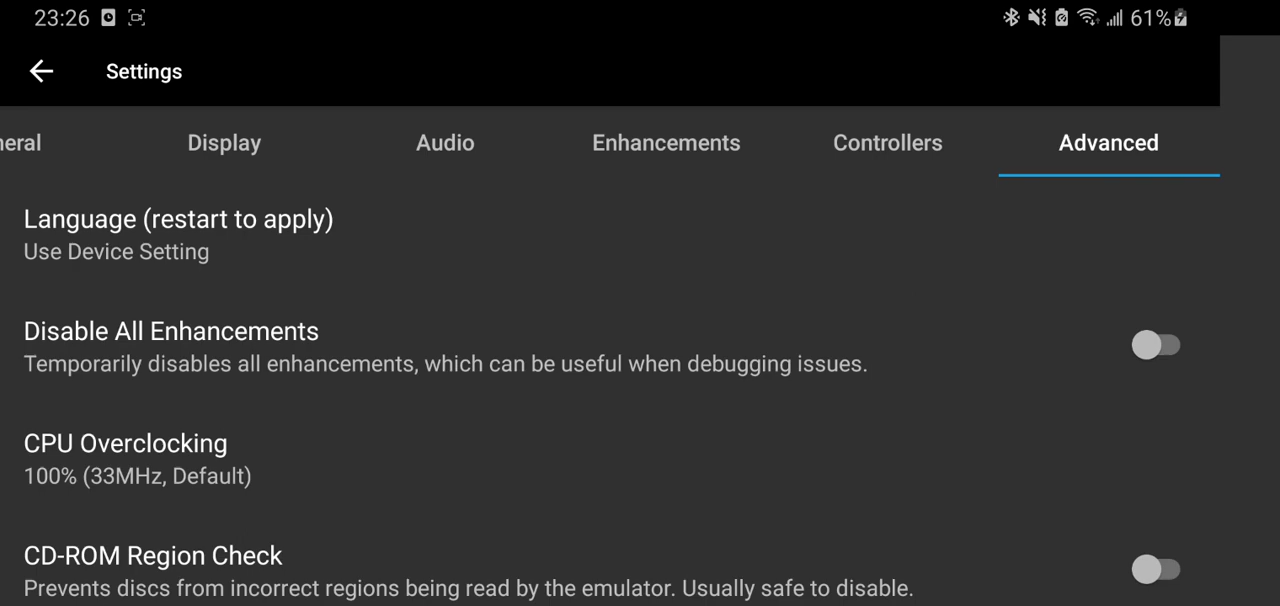 23:26 61%
Settings
neral Display Audio Enhancements Controllers Advanced
Language (restart to apply)
Use Device Setting
Disable All Enhancements
Temporarily disables all enhancements, which can be useful when debugging issues.
CPU Overclocking
100% (33MHz, Default)
CD-ROM Region Check
Prevents discs from incorrect regions being read by the emulator. Usually safe to disable.